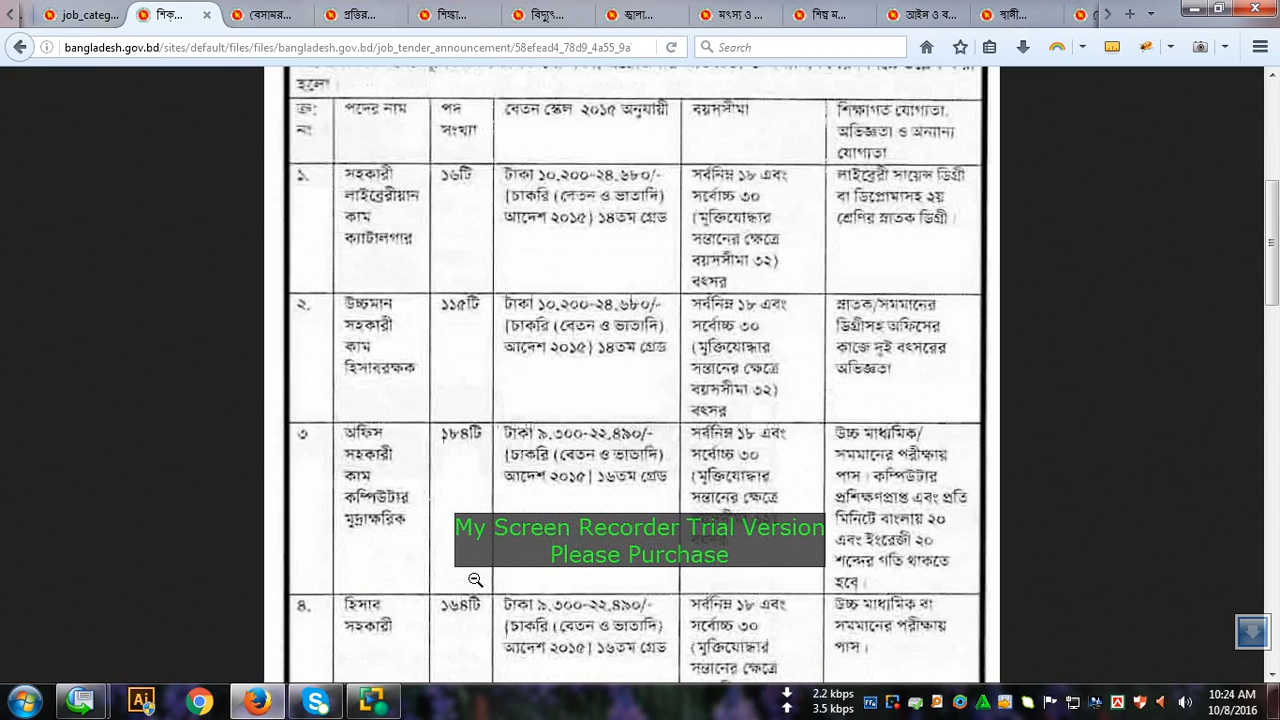 job_categ...
শিক্...
বেসামর...
প্রতির...
শিক্ষা...
বিদ্যুৎ...
জ্বালা...
মৎস্য ও ...
শিল্প ম...
আইন ও ব...
স্বানী...
bangladesh.gov.bd/sites/default/files/files/bangladesh.gov.bd/job_tender_announcement/58efead4_78d9_4a55_9a
Search
হলো।
ক্র: নং
পদের নাম
পদ সংখ্যা
বেতন স্কেল ২০১৫ অনুযায়ী
বয়সসীমা
শিক্ষাগত যোগ্যতা,
অভিজ্ঞতা ও অন্যান্য
যোগ্যতা
১.
সহকারী
লাইব্রেরীয়ান
কাম
ক্যাটালগার
১৬টি
টাকা ১০,২০০-২৪,৬৮০/-
[চাকরি (বেতন ও ভাতাদি)
আদেশ ২০১৫] ১৪তম গ্রেড
সর্বনিম্ন ১৮ এবং
সর্বোচ্চ ৩০
(মুক্তিযোদ্ধার
সন্তানের ক্ষেত্রে
বয়সসীমা ৩২)
বৎসর
লাইব্রেরী সায়েন্স ডিগ্রী
বা ডিপ্লোমাসহ ২য়
শ্রেণির স্নাতক ডিগ্রী।
২.
উচ্চমান
সহকারী
কাম
হিসাবরক্ষক
১১৫টি
টাকা ১০,২০০-২৪,৬৮০/-
[চাকরি (বেতন ও ভাতাদি)
আদেশ ২০১৫] ১৪তম গ্রেড
সর্বনিম্ন ১৮ এবং
সর্বোচ্চ ৩০
(মুক্তিযোদ্ধার
সন্তানের ক্ষেত্রে
বয়সসীমা ৩২)
বৎসর
স্নাতক/সমমানের
ডিগ্রীসহ অফিসের
কাজে দুই বৎসরের
অভিজ্ঞতা
৩
অফিস
সহকারী
কাম
কম্পিউটার
মুদ্রাক্ষরিক
১৮৪টি
টাকা ৯,৩০০-২২,৪৯০/-
[চাকরি (বেতন ও ভাতাদি)
আদেশ ২০১৫] ১৬তম গ্রেড
সর্বনিম্ন ১৮ এবং
সর্বোচ্চ ৩০
(মুক্তিযোদ্ধার
সন্তানের ক্ষেত্রে
উচ্চ মাধ্যমিক/
সমমানের পরীক্ষায়
পাস। কম্পিউটার
প্রশিক্ষণপ্রাপ্ত এবং প্রতি
মিনিটে বাংলায় ২০
এবং ইংরেজী ২০
শব্দের গতি থাকতে
হবে।
My Screen Recorder Trial Version
Please Purchase
৪.
হিসাব
সহকারী
১৬৪টি
টাকা ৯,৩০০-২২,৪৯০/-
[চাকরি (বেতন ও ভাতাদি)
আদেশ ২০১৫] ১৬তম গ্রেড
সর্বনিম্ন ১৮ এবং
সর্বোচ্চ ৩০
(মুক্তিযোদ্ধার
সন্তানের ক্ষেত্রে
উচ্চ মাধ্যমিক বা
সমমানের পরীক্ষায়
পাস।
2.2 kbps
3.5 kbps
10:24 AM
10/8/2016